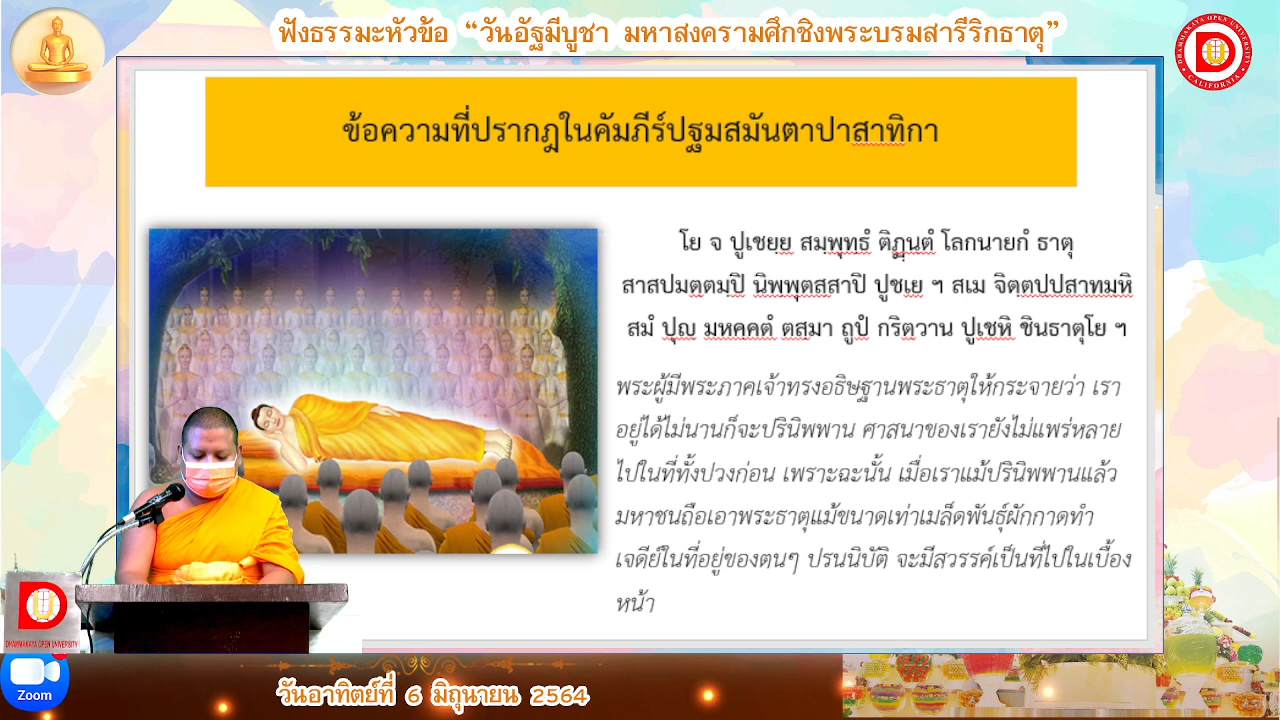 ฟังธรรมะหัวข้อ “วันอัฐมีบูชา มหาสงครามศึกชิงพระบรมสารีริกธาตุ”
DHAMMAKAYA OPEN UNIVERSITY
CALIFORNIA
ข้อความที่ปรากฎในคัมภีร์ปฐมสมันตาปาสาทิกา
โย จ ปูเชยฺย สมฺพุทฺธํ ติฏฺฐนฺตํ โลกนายกํ ธาตุ
สาสปมตฺตมฺปิ นิพฺพุตสฺสาปิ ปูชเย ฯ สเม จิตฺตปฺปสาทมหิ
สมํ ปุญ มหคฺคตํ ตสฺมา ถูปํ กริตฺวาน ปูเชหิ ชินธาตุโย ฯ
พระผู้มีพระภาคเจ้าทรงอธิษฐานพระธาตุให้กระจายว่า เรา
อยู่ได้ไม่นานก็จะปรินิพพาน ศาสนาของเรายังไม่แพร่หลาย
ไปในที่ทั้งปวงก่อน เพราะฉะนั้น เมื่อเราแม้ปรินิพพานแล้ว
มหาชนถือเอาพระธาตุแม้ขนาดเท่าเมล็ดพันธุ์ผักกาดทำ
เจดีย์ในที่อยู่ของตนๆ ปรนนิบัติ จะมีสวรรค์เป็นที่ไปในเบื้อง
หน้า
DHAMMAKAYA OPEN UNIVERSITY
Zoom
วันอาทิตย์ที่ 6 มิถุนายน 2564